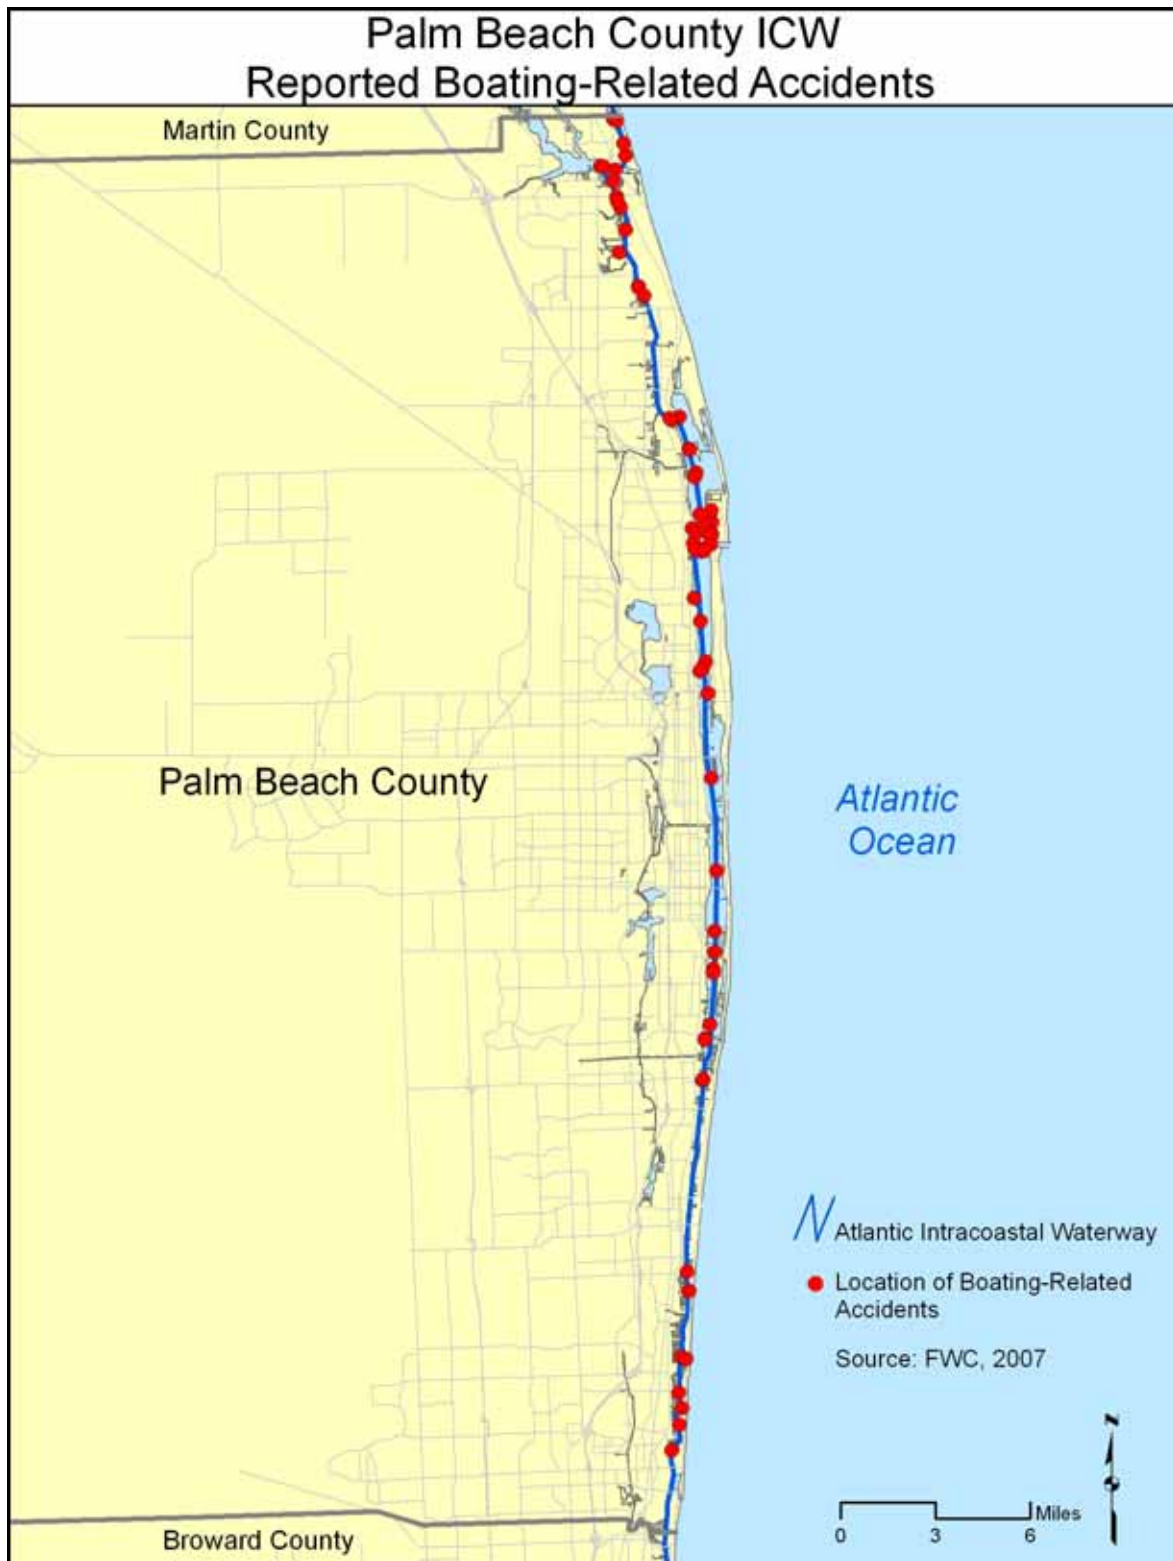 Palm Beach County ICW
Reported Boating-Related Accidents
Martin County
Palm Beach County
Atlantic
Ocean
Atlantic Intracoastal Waterway
Location of Boating-Related
Accidents
Source: FWC, 2007
N
Miles
0 3 6
Broward County